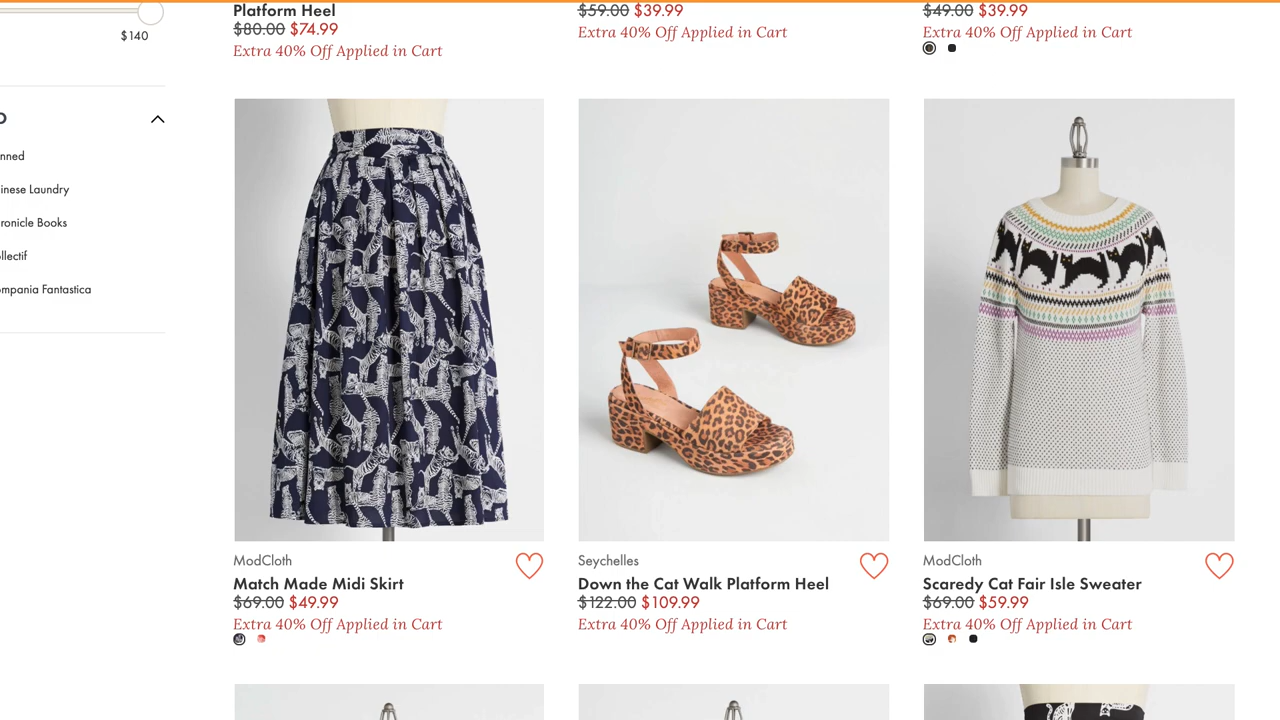 $140
nned
inese Laundry
ronicle Books
llectif
ompania Fantastica
Platform Heel
$80.00 $74.99
Extra 40% Off Applied in Cart
$59.00 $39.99
Extra 40% Off Applied in Cart
$49.00 $39.99
Extra 40% Off Applied in Cart
ModCloth
Match Made Midi Skirt
$69.00 $49.99
Extra 40% Off Applied in Cart
Seychelles
Down the Cat Walk Platform Heel
$122.00 $109.99
Extra 40% Off Applied in Cart
ModCloth
Scaredy Cat Fair Isle Sweater
$69.00 $59.99
Extra 40% Off Applied in Cart